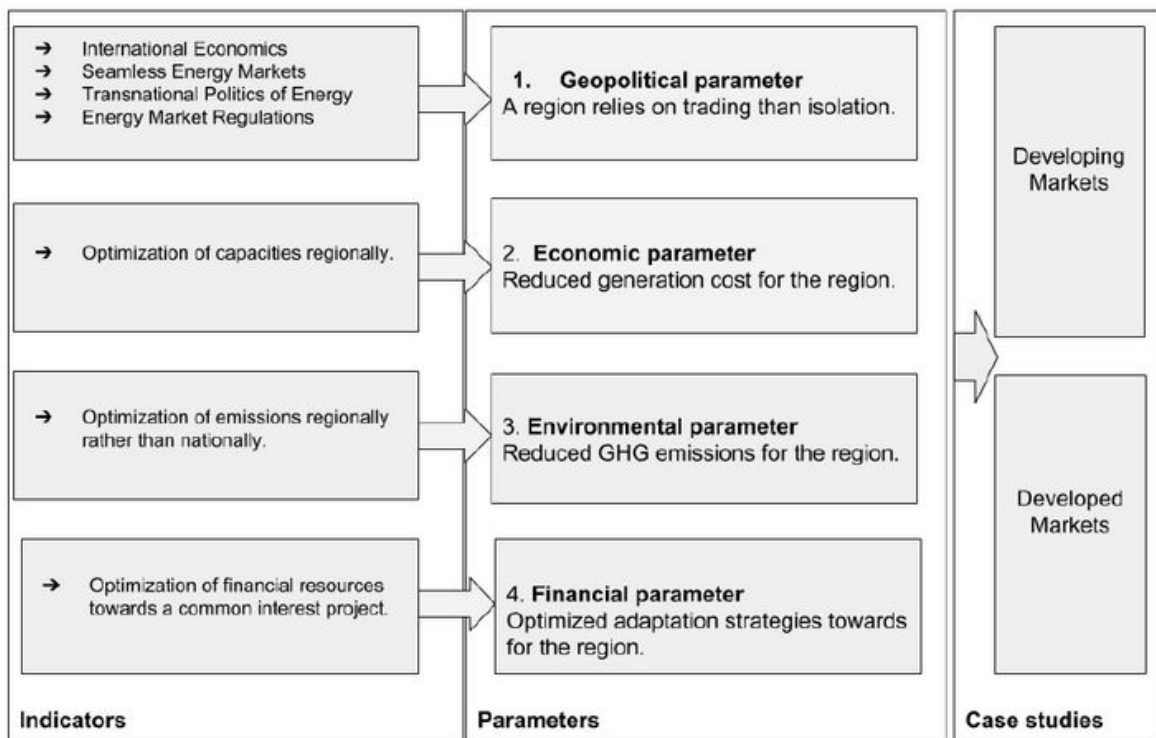 ➔ International Economics
➔ Seamless Energy Markets
➔ Transnational Politics of Energy
➔ Energy Market Regulations
➔ Optimization of capacities regionally.
➔ Optimization of emissions regionally
rather than nationally.
➔ Optimization of financial resources
towards a common interest project.
Indicators
1. Geopolitical parameter
A region relies on trading than isolation.
2. Economic parameter
Reduced generation cost for the region.
3. Environmental parameter
Reduced GHG emissions for the region.
4. Financial parameter
Optimized adaptation strategies towards
for the region.
Parameters
Developing
Markets
Developed
Markets
Case studies